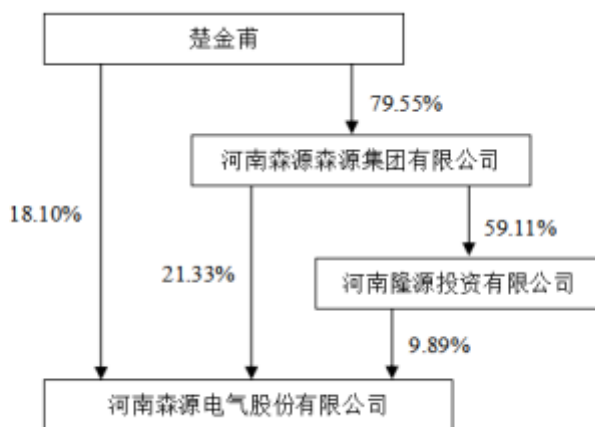 楚金甫
79.55%
河南森源森源集团有限公司
18.10%
59.11%
21.33%
河南隆源投资有限公司
9.89%
河南森源电气股份有限公司